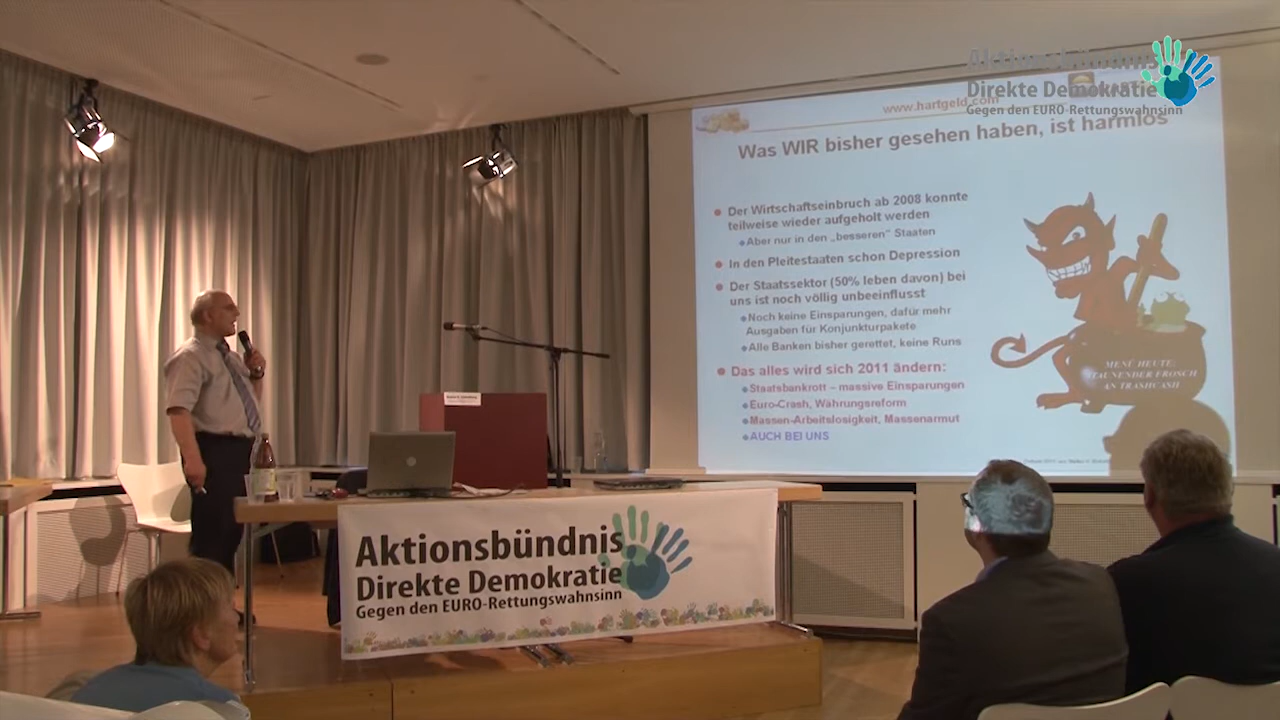 Aktionsbündnis
Direkte Demokratie
Gegen den EURO-Rettungswahnsinn
www.hartgeld.com
Was WIR bisher gesehen haben, ist harmlos
Der Wirtschaftseinbruch ab 2008 konnte
teilweise wieder aufgeholt werden
Aber nur in den „besseren“ Staaten
In den Pleitestaaten schon Depression
Der Staatssektor (50% leben davon) bei
uns ist noch völlig unbeeinflusst
Noch keine Einsparungen, dafür mehr
Ausgaben für Konjunkturpakete
Alle Banken bisher gerettet, keine Runs
Das alles wird sich 2011 ändern:
Staatsbankrott – massive Einsparungen
Euro-Crash, Währungsreform
Massen-Arbeitslosigkeit, Massenarmut
AUCH BEI UNS
MENÜ HEUTE,
STAUNENDER FROSCH
AN TRASHCASH
Aktionsbündnis
Direkte Demokratie
Gegen den EURO-Rettungswahnsinn